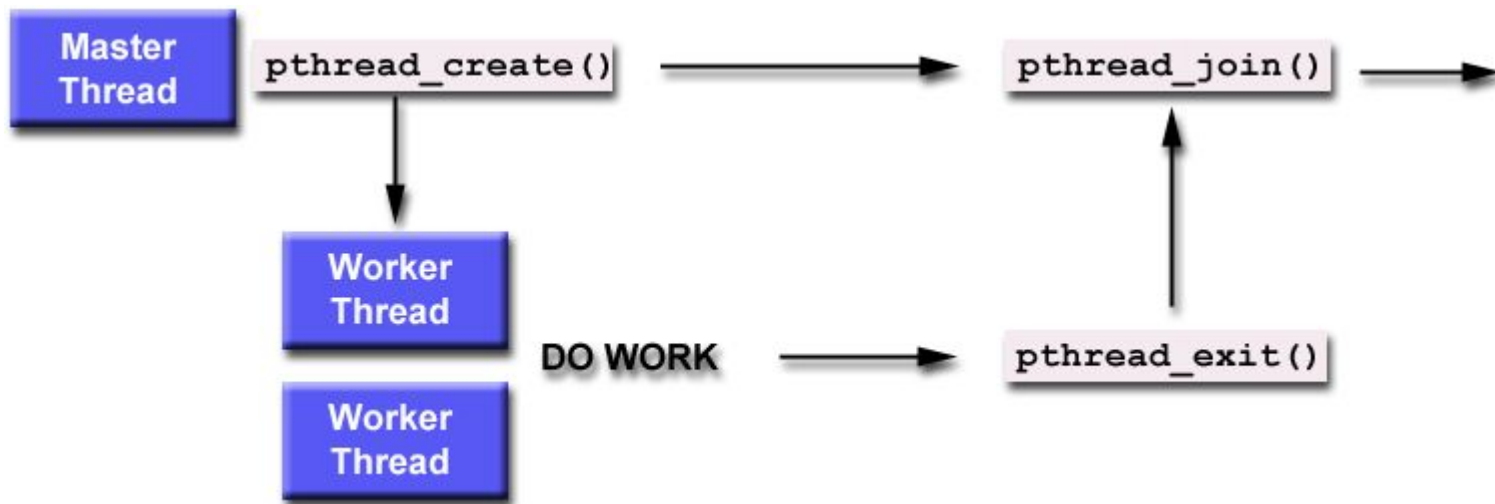 Master
Thread
pthread_create()
pthread_join()
Worker
Thread
DO WORK
pthread_exit()
Worker
Thread